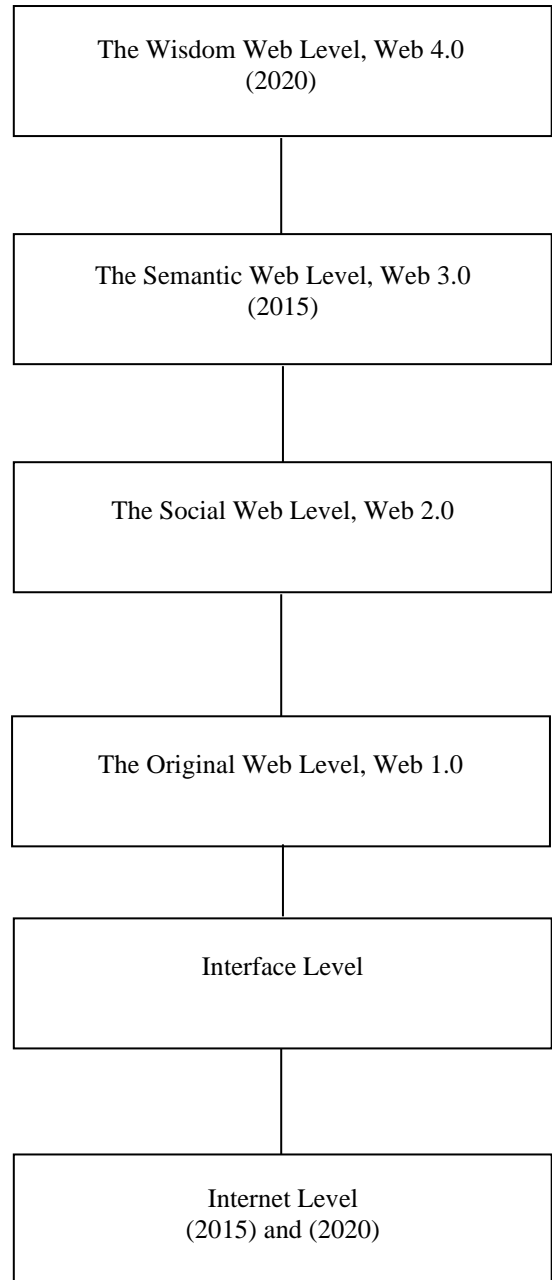 The Wisdom Web Level, Web 4.0
(2020)
The Semantic Web Level, Web 3.0
(2015)
The Social Web Level, Web 2.0
The Original Web Level, Web 1.0
Interface Level
Internet Level
(2015) and (2020)